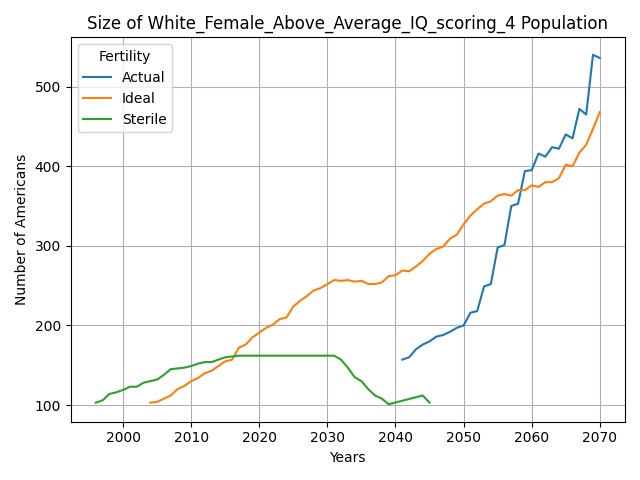 Size of White_Female_Above_Average_IQ_scoring_4 Population
Fertility
Actual
Ideal
Sterile
Number of Americans
500
400
300
200
100
2000
2010
2020
2030
2040
2050
2060
2070
Years